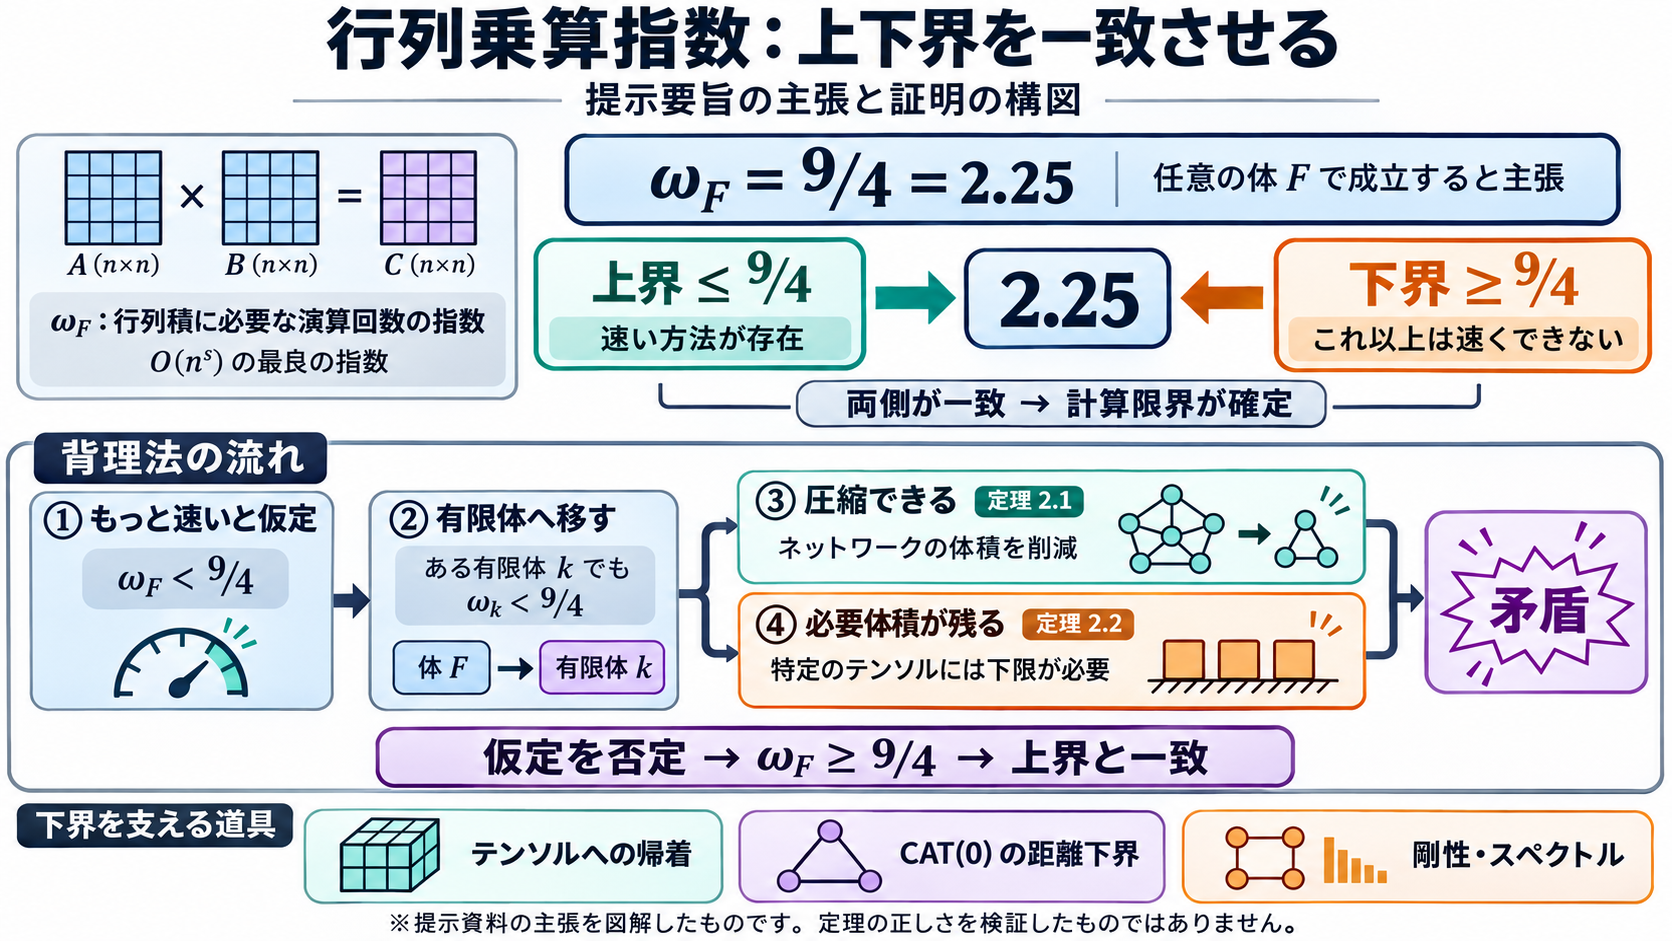 行列乗算指数：上下界を一致させる
提示要旨の主張と証明の構図
× =
A (n×n) B (n×n) C (n×n)
ω_F：行列積に必要な演算回数の指数
O(n^s) の最良の指数
ω_F = 9/4 = 2.25 任意の体 F で成立すると主張
上界 ≤ 9/4
速い方法が存在
2.25
下界 ≥ 9/4
これ以上は速くできない
両側が一致 → 計算限界が確定
背理法の流れ
① もっと速いと仮定
ω_F < 9/4
② 有限体へ移す
ある有限体 k でも
ω_k < 9/4
体 F 有限体 k
③ 圧縮できる 定理 2.1
ネットワークの体積を削減
④ 必要体積が残る 定理 2.2
特定のテンソルには下限が必要
矛盾
仮定を否定 → ω_F ≥ 9/4 → 上界と一致
下界を支える道具
テンソルへの帰着
CAT(0) の距離下界
剛性・スペクトル
※提示資料の主張を図解したものです。定理の正しさを検証したものではありません。